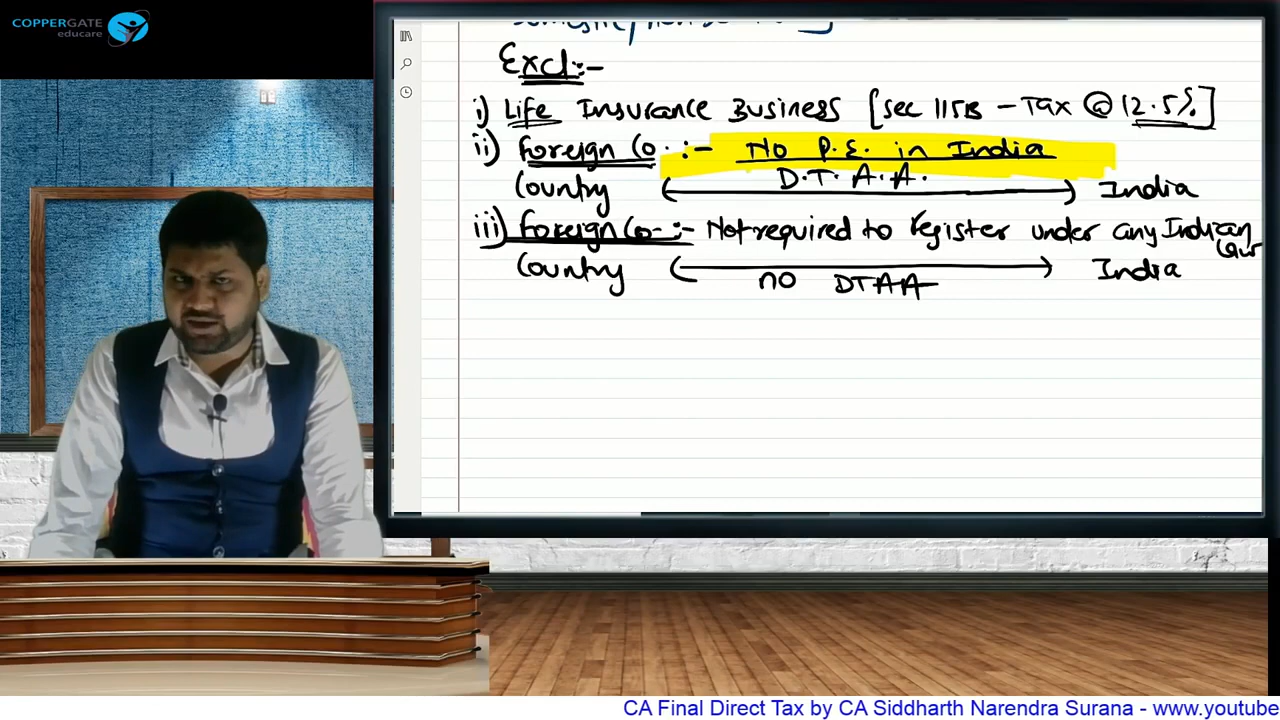 COPPERGATE
educare
Excl:-
i) Life Insurance Business [Sec 115B - Tax @ 12.5%]
ii) Foreign Co. :- No P.E. in India
Country D.T.A.A. India
iii) Foreign Co- :- Not required to register under any Indian Law
Country no DTAA India
CA Final Direct Tax by CA Siddharth Narendra Surana - www.youtube